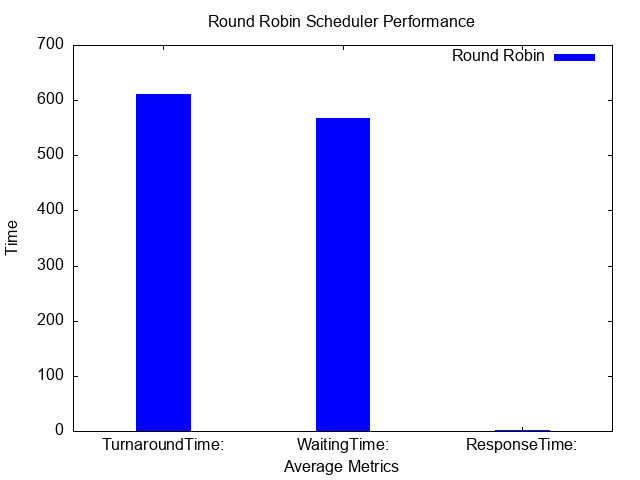 Round Robin Scheduler Performance
700
Round Robin
600
500
400
300
200
100
0
Time
TurnaroundTime: WaitingTime: ResponseTime:
Average Metrics